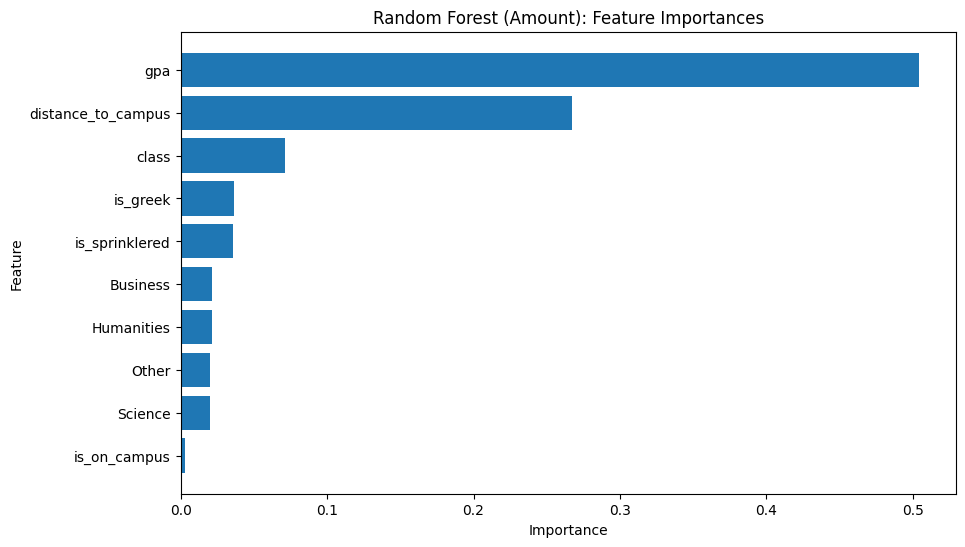 Random Forest (Amount): Feature Importances
Feature
gpa
distance_to_campus
class
is_greek
is_sprinklered
Business
Humanities
Other
Science
is_on_campus
0.0 0.1 0.2 0.3 0.4 0.5
Importance